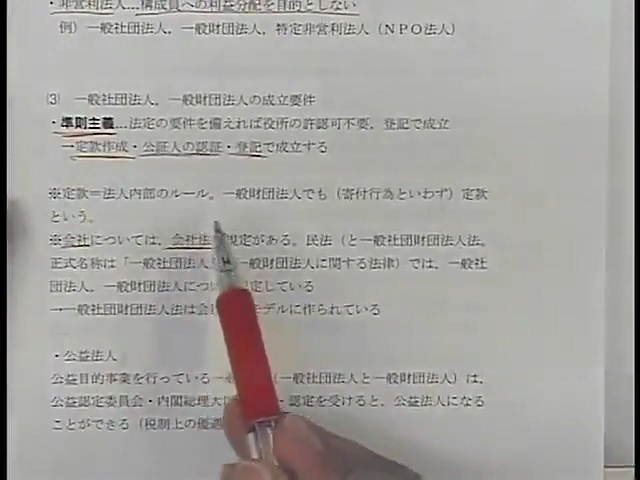 ・非営利法人…構成員への利益分配を目的としない
例）一般社団法人，一般財団法人，特定非営利法人（ＮＰＯ法人）
(3) 一般社団法人，一般財団法人の成立要件
・準則主義…法定の要件を備えれば役所の許認可不要，登記で成立
→定款作成・公証人の認証・登記で成立する
※定款＝法人内部のルール。一般財団法人でも（寄付行為といわず）定款
という。
※会社については，会社法 規定がある。民法（と一般社団財団法人法。
正式名称は「一般社団法人 一般財団法人に関する法律）では，一般社
団法人，一般財団法人につ 定している
→一般社団財団法人法は会 モデルに作られている
・公益法人
公益目的事業を行っている一 （一般社団法人と一般財団法人）は，
公益認定委員会・内閣総理大 ・認定を受けると，公益法人になる
ことができる（税制上の優遇